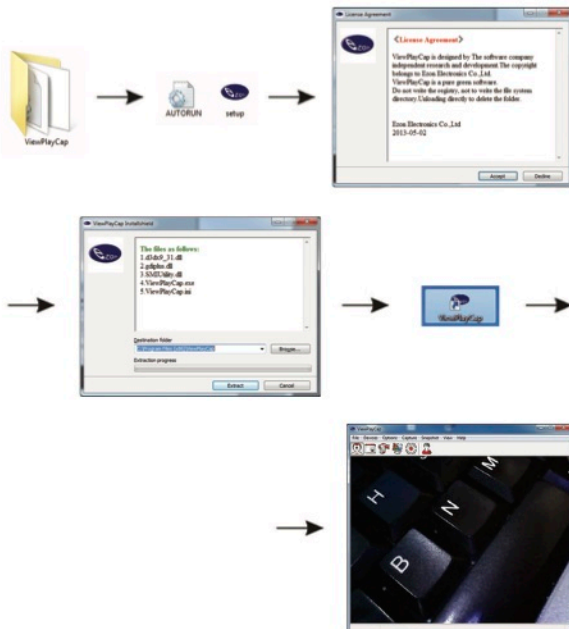 ViewPlayCap
AUTORUN
setup
License Agreement
<License Agreement>
ViewPlayCap is designed by The software company
independent research and development.The copyright
belongs to Eson Electronics Co.,Ltd.
ViewPlayCap is a pure green software.
Do not write the registry, not to write the file system
directory.Unloading directly to delete the folder.
Eson Electronics Co.,Ltd
2013-05-02
Accept
Decline
ViewPlayCap Installshield
The files as follows:
1.d3dx9_31.dll
2.gdiplus.dll
3.SMIUtility.dll
4.ViewPlayCap.exe
5.ViewPlayCap.ini
Destination folder
Browse...
Extraction progress
Extract
Cancel
ViewPlayCap
ViewPlayCap
File Devices Options Capture Snapshot View Help
H
N
M
B